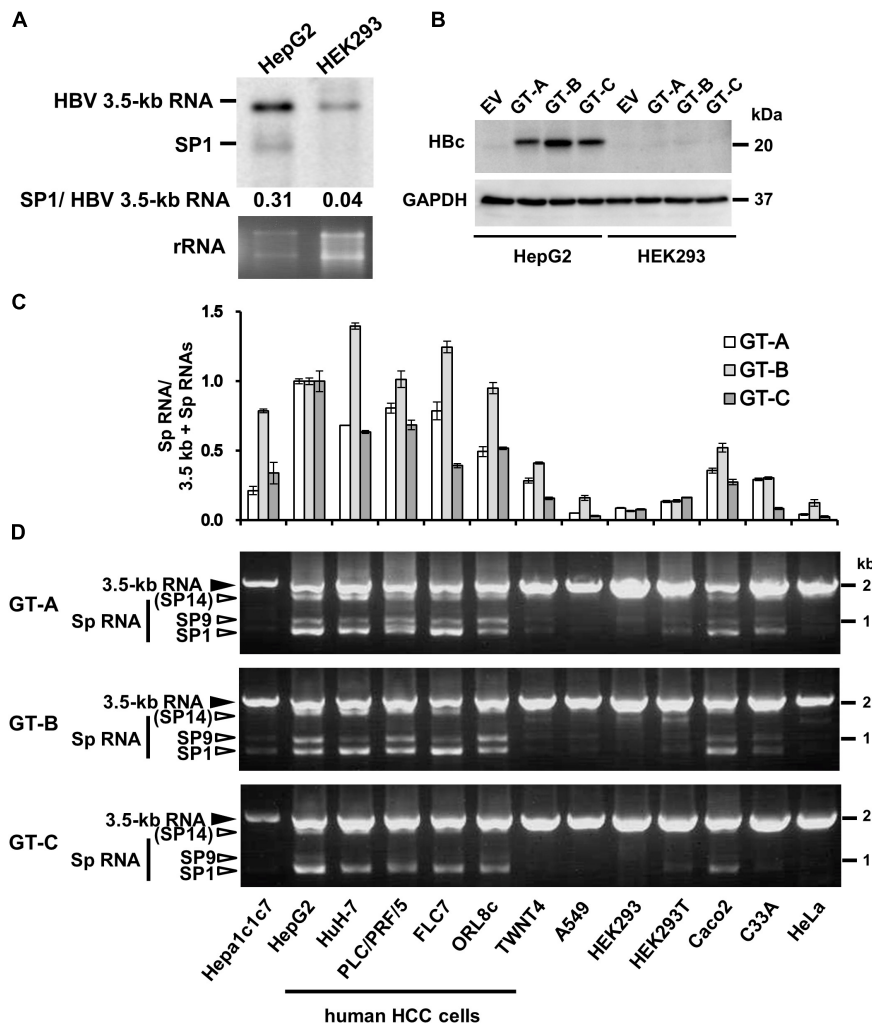 A
HepG2 HEK293
HBV 3.5-kb RNA
SP1
SP1/ HBV 3.5-kb RNA 0.31 0.04
rRNA
B
EV GT-A GT-B GT-C EV GT-A GT-B GT-C
kDa
HBc 20
GAPDH 37
HepG2 HEK293
C
Sp RNA/
3.5 kb + Sp RNAs
1.5
1.0
0.5
0.0
GT-A
GT-B
GT-C
D
kb
GT-A
3.5-kb RNA 2
(SP14)
Sp RNA
SP9 1
SP1
GT-B
3.5-kb RNA 2
(SP14)
Sp RNA
SP9 1
SP1
GT-C
3.5-kb RNA 2
(SP14)
Sp RNA
SP9 1
SP1
Hepa1c1c7 HepG2 HuH-7 PLC/PRF/5 FLC7 ORL8c TWNT4 A549 HEK293 HEK293T Caco2 C33A HeLa
human HCC cells